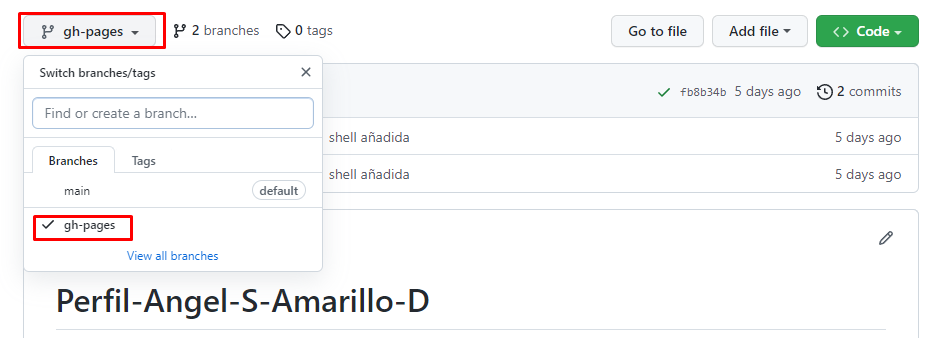 gh-pages 2 branches 0 tags Go to file Add file Code
Switch branches/tags
fb8b34b 5 days ago 2 commits
Find or create a branch...
shell añadida 5 days ago
Branches Tags
shell añadida 5 days ago
main default
gh-pages
View all branches
Perfil-Angel-S-Amarillo-D